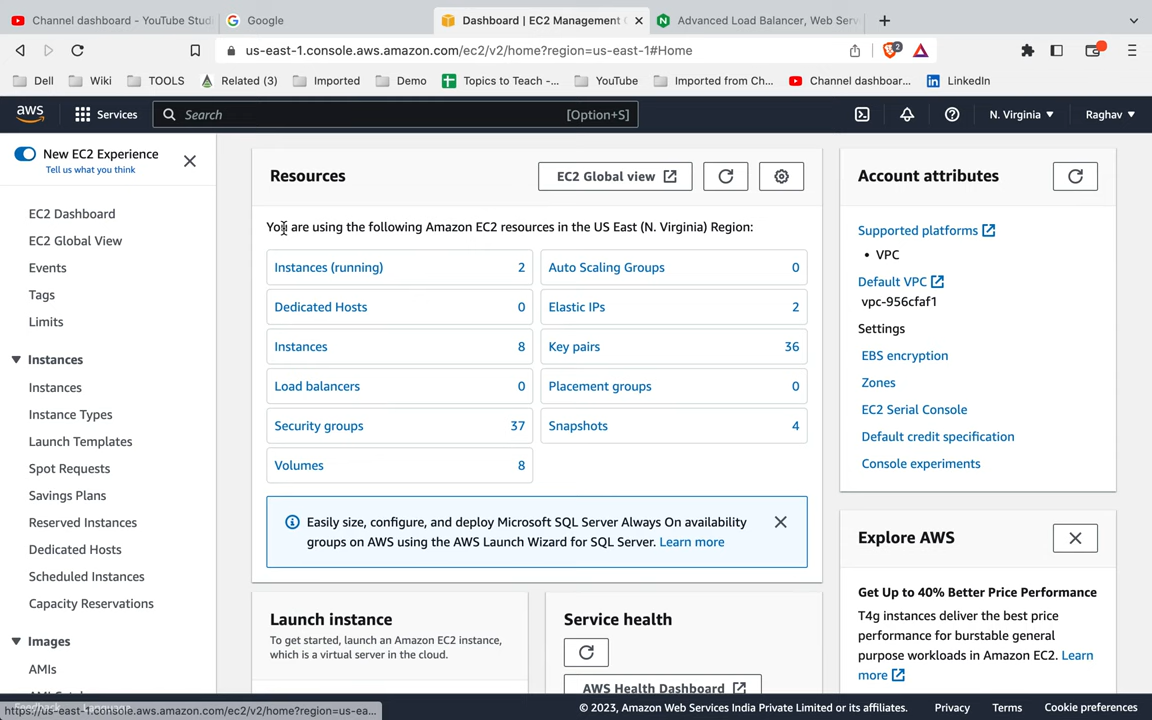 Channel dashboard - YouTube Stud
Google
Dashboard | EC2 Management
Advanced Load Balancer, Web Serv
us-east-1.console.aws.amazon.com/ec2/v2/home?region=us-east-1#Home
2
Dell
Wiki
TOOLS
Related (3)
Imported
Demo
Topics to Teach -...
YouTube
Imported from Ch...
Channel dashboar...
LinkedIn
aws
Services
Search
[Option+S]
N. Virginia
Raghav
New EC2 Experience
Tell us what you think
EC2 Dashboard
EC2 Global View
Events
Tags
Limits
Instances
Instances
Instance Types
Launch Templates
Spot Requests
Savings Plans
Reserved Instances
Dedicated Hosts
Scheduled Instances
Capacity Reservations
Images
AMIs
Resources
EC2 Global view
You are using the following Amazon EC2 resources in the US East (N. Virginia) Region:
Instances (running) 2
Auto Scaling Groups 0
Dedicated Hosts 0
Elastic IPs 2
Instances 8
Key pairs 36
Load balancers 0
Placement groups 0
Security groups 37
Snapshots 4
Volumes 8
Easily size, configure, and deploy Microsoft SQL Server Always On availability
groups on AWS using the AWS Launch Wizard for SQL Server. Learn more
Launch instance
To get started, launch an Amazon EC2 instance,
which is a virtual server in the cloud.
Service health
AWS Health Dashboard
Account attributes
Supported platforms
• VPC
Default VPC
vpc-956cfaf1
Settings
EBS encryption
Zones
EC2 Serial Console
Default credit specification
Console experiments
Explore AWS
Get Up to 40% Better Price Performance
T4g instances deliver the best price
performance for burstable general
purpose workloads in Amazon EC2. Learn
more
https://us-east-1.console.aws.amazon.com/ec2/v2/home?region=us-ea...
© 2023, Amazon Web Services India Private Limited or its affiliates.
Privacy
Terms
Cookie preferences